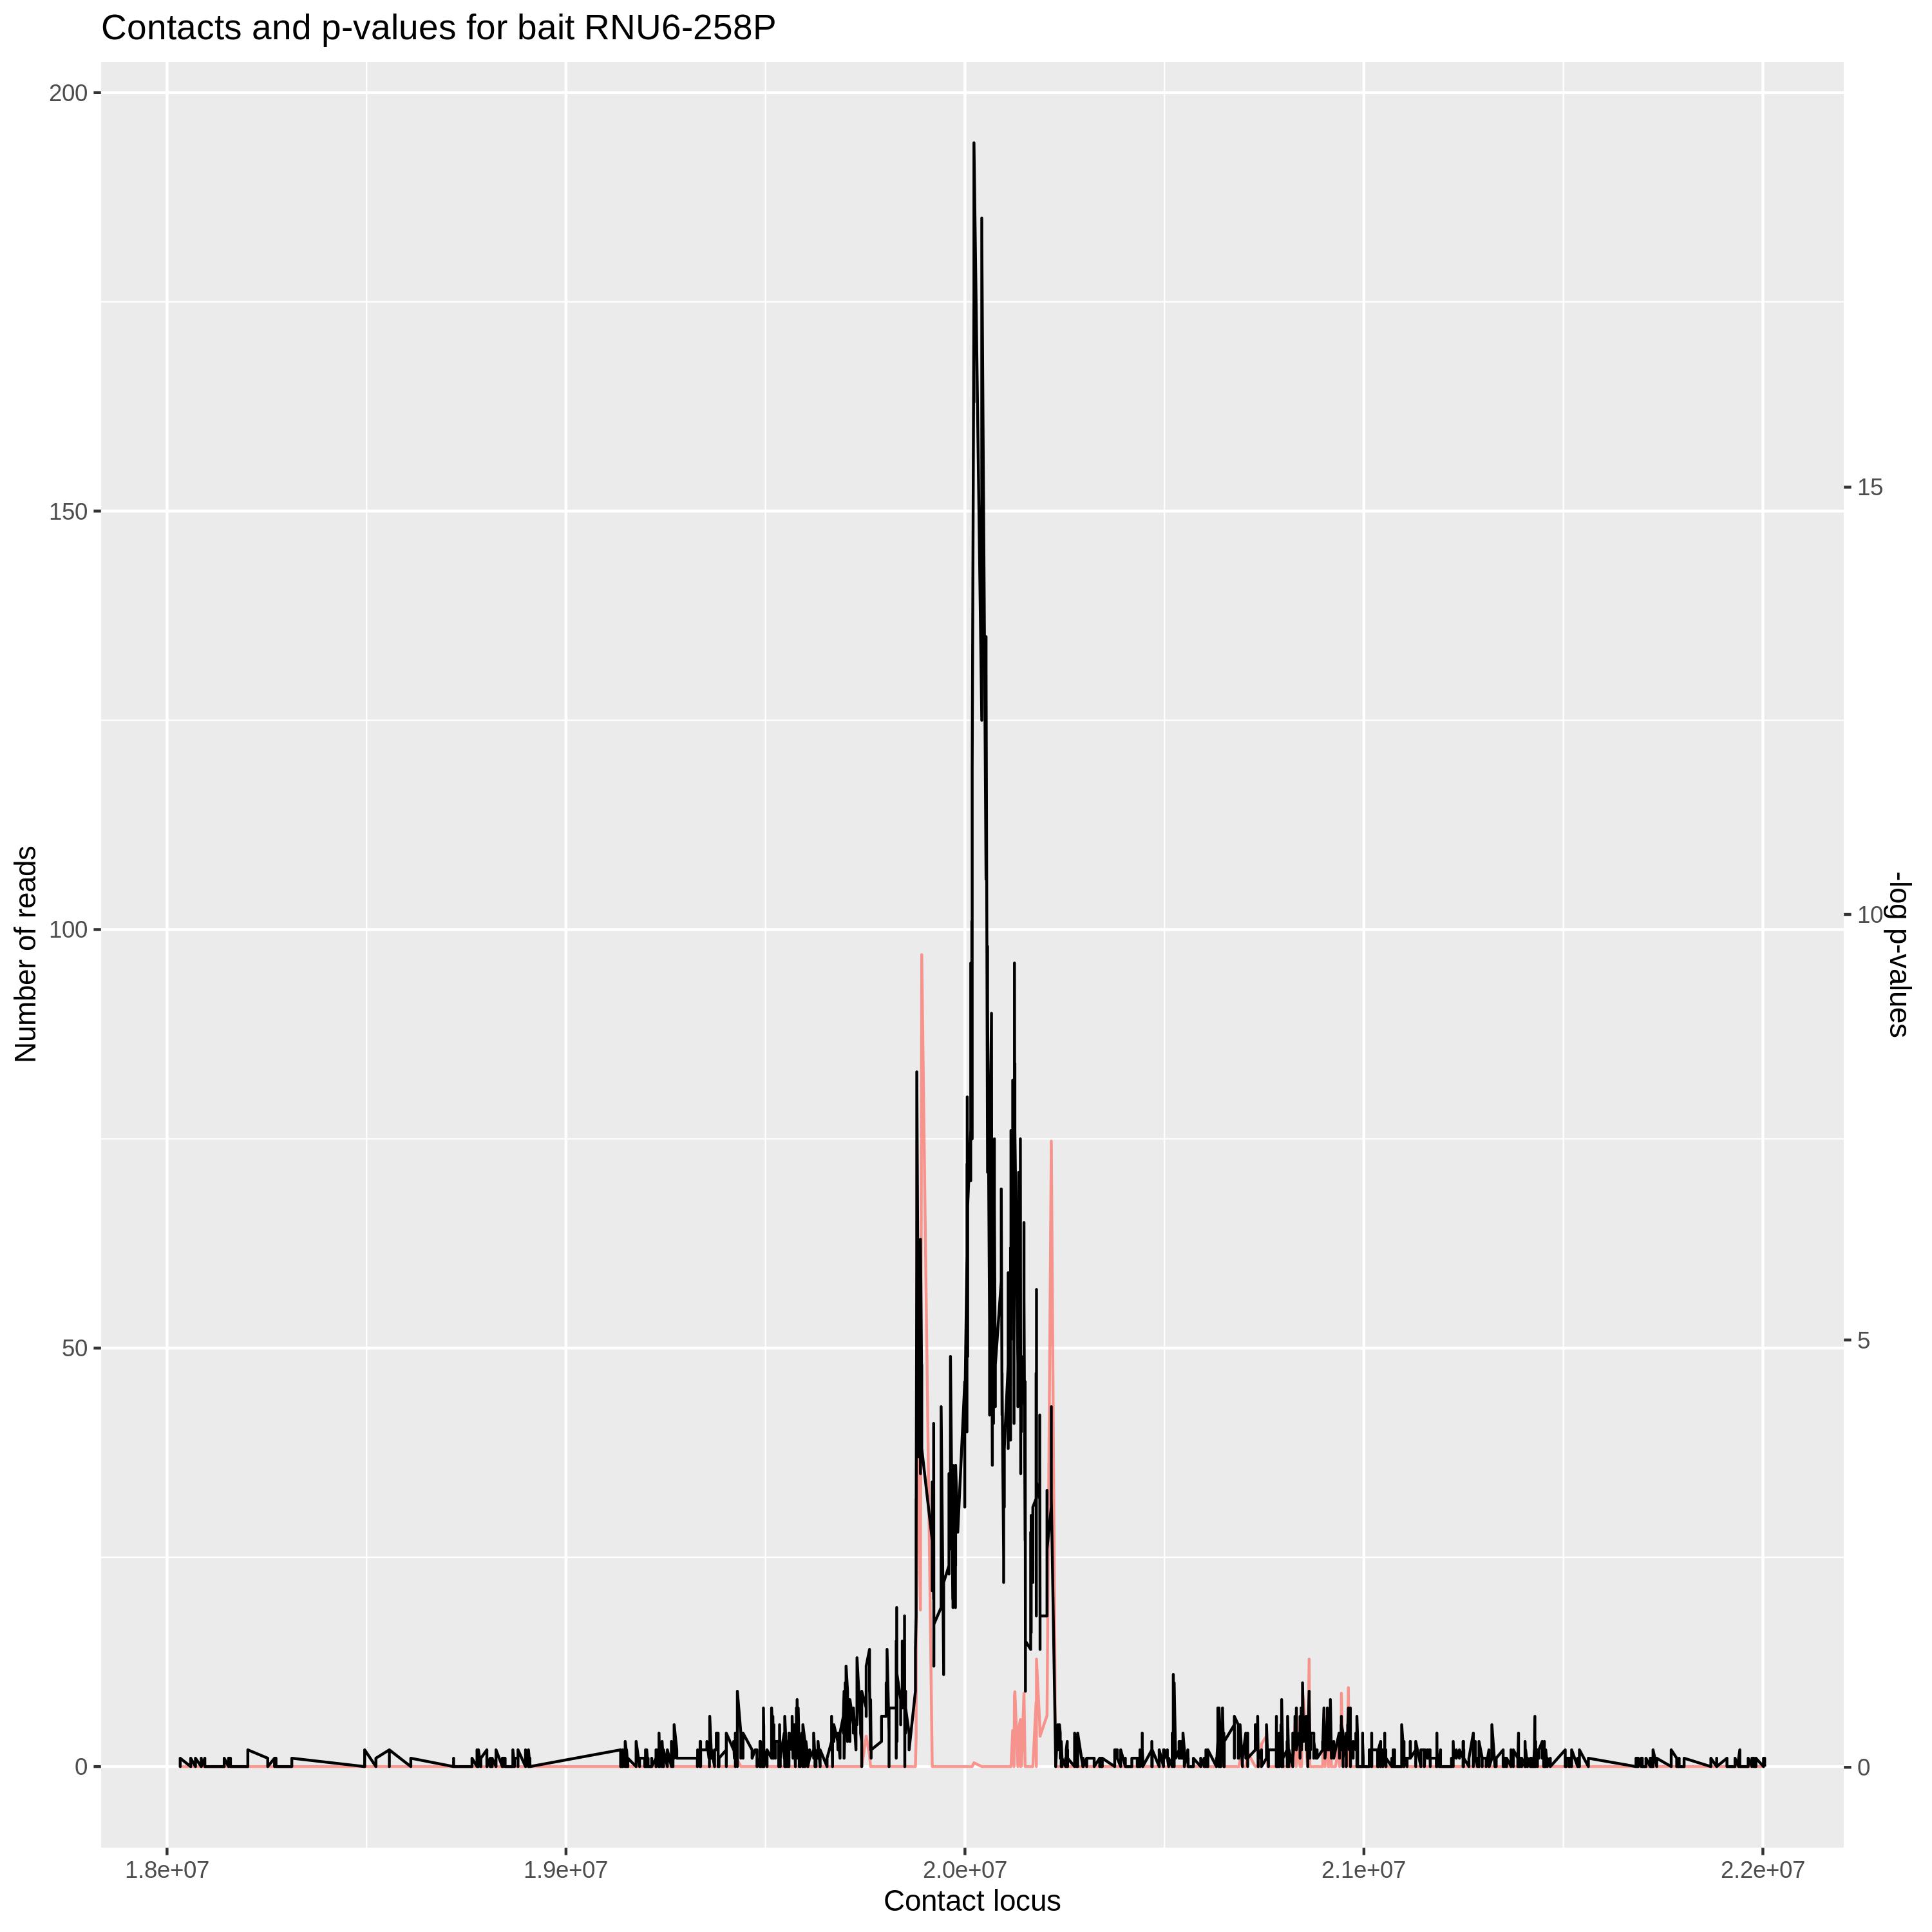 Contacts and p-values for bait RNU6-258P
200
150
100
50
0
Number of reads
15
10
5
0
-log p-values
1.8e+07
1.9e+07
2.0e+07
2.1e+07
2.2e+07
Contact locus